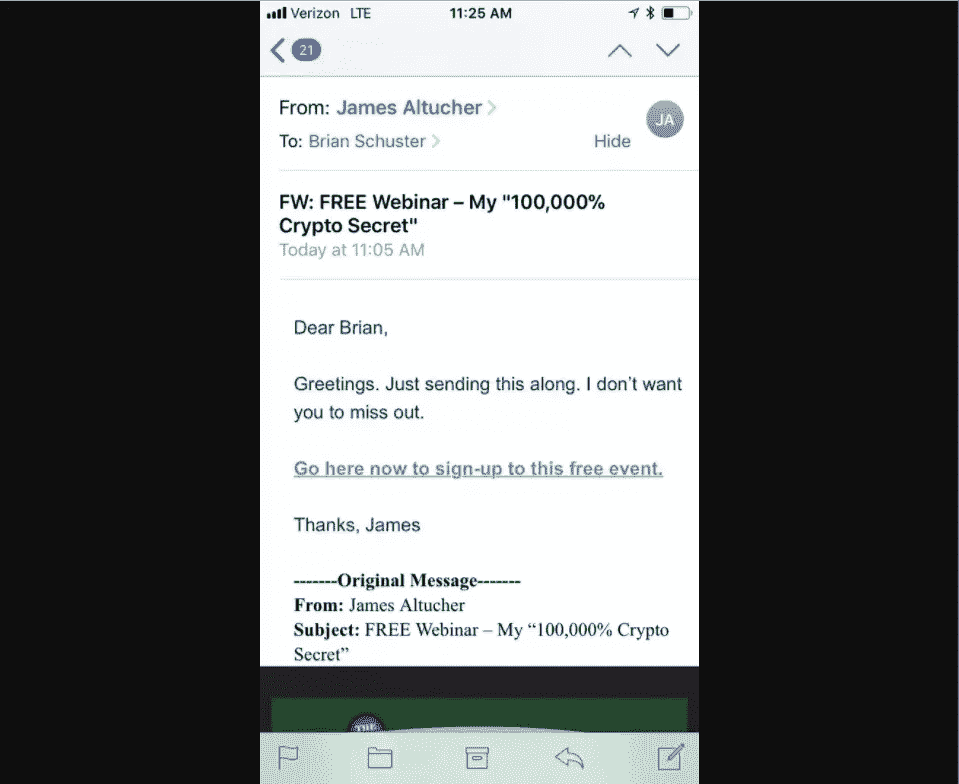 Verizon LTE 11:25 AM
21
From: James Altucher
JA
To: Brian Schuster Hide
FW: FREE Webinar – My "100,000%
Crypto Secret"
Today at 11:05 AM
Dear Brian,
Greetings. Just sending this along. I don't want
you to miss out.
Go here now to sign-up to this free event.
Thanks, James
-------Original Message-------
From: James Altucher
Subject: FREE Webinar – My “100,000% Crypto
Secret”